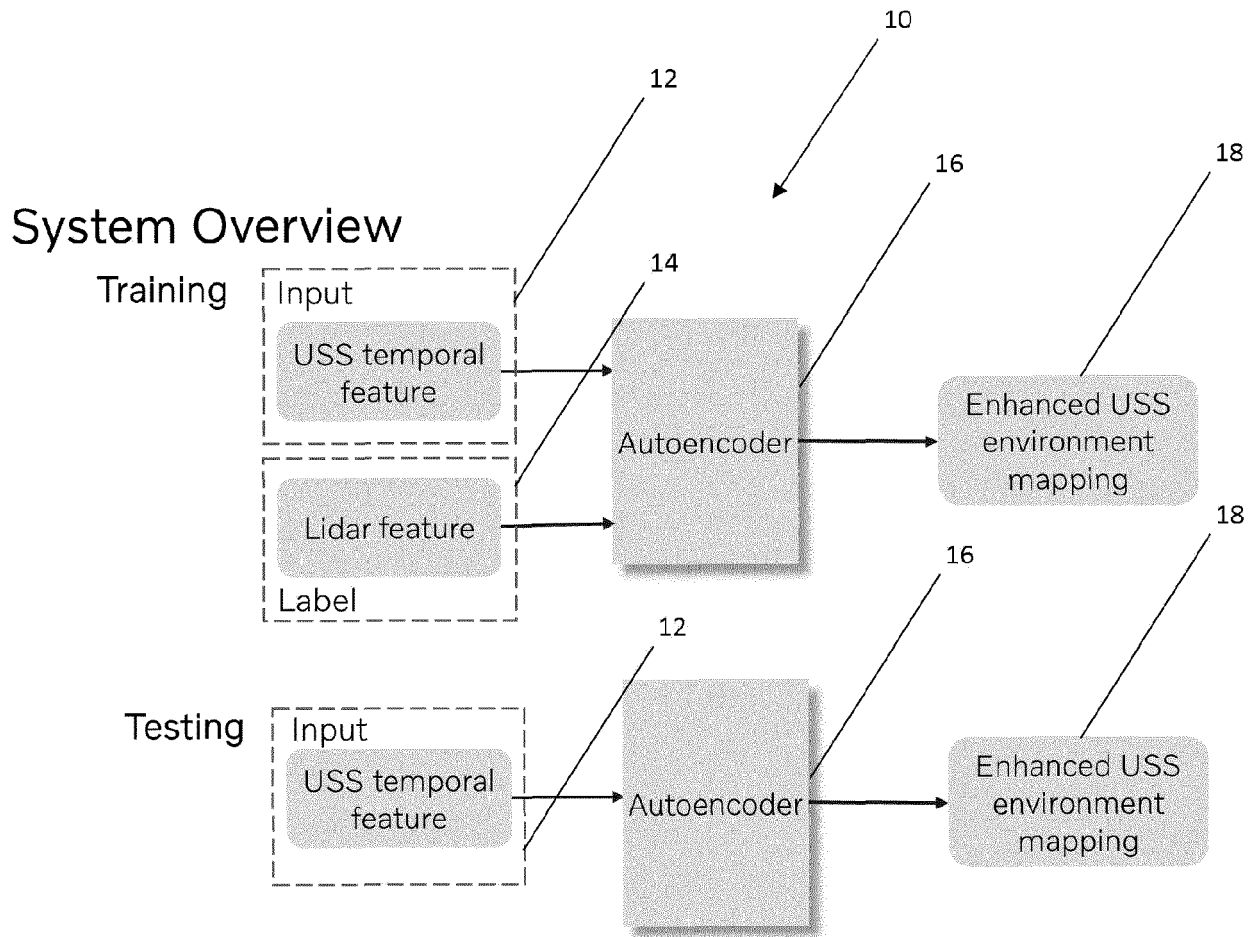 10
12
18
16
System Overview
14
Training
Input
USS temporal
feature
Enhanced USS
environment
mapping
Autoencoder
Lidar feature
18
Label
16
12
Testing
Input
USS temporal
feature
Autoencoder
Enhanced USS
environment
mapping